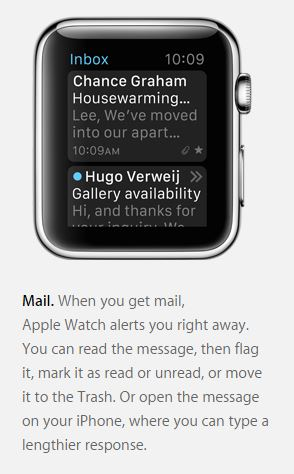 Inbox 10:09
Chance Graham
Housewarming...
Lee, We've moved
into our apart...
10:09AM
Hugo Verweij
Gallery availability
Hi, and thanks for
your inquiry. We
Mail. When you get mail,
Apple Watch alerts you right away.
You can read the message, then flag
it, mark it as read or unread, or move
it to the Trash. Or open the message
on your iPhone, where you can type a
lengthier response.